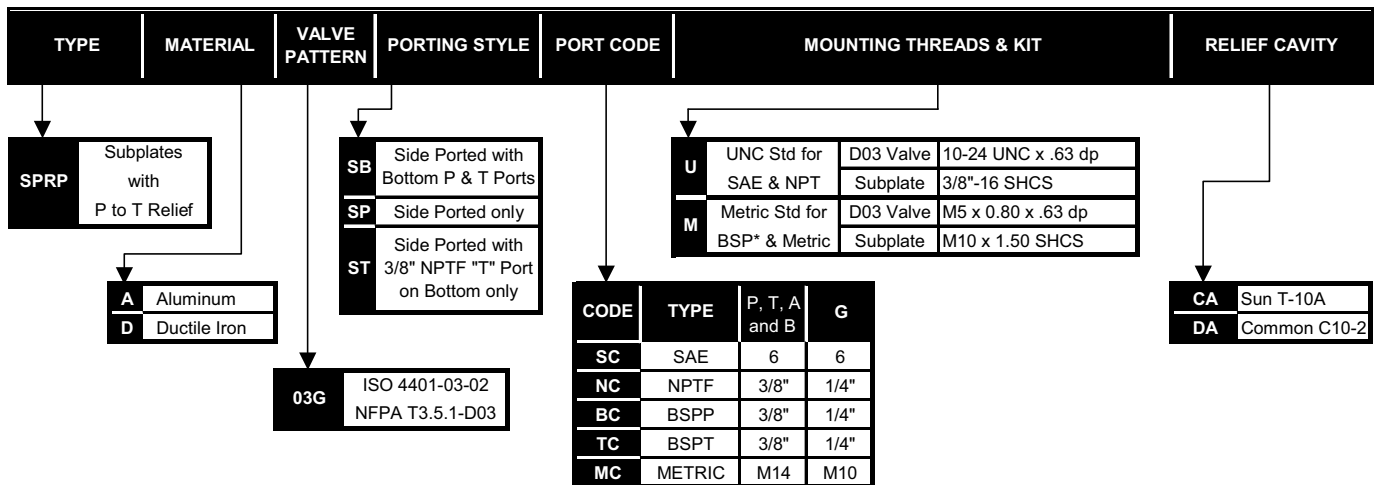 TYPE
MATERIAL
VALVE
PATTERN
PORTING STYLE
PORT CODE
MOUNTING THREADS & KIT
RELIEF CAVITY
SPRP
Subplates
with
P to T Relief
A Aluminum
D Ductile Iron
03G
ISO 4401-03-02
NFPA T3.5.1-D03
SB
Side Ported with
Bottom P & T Ports
SP Side Ported only
ST
Side Ported with
3/8" NPTF "T" Port
on Bottom only
CODE TYPE P, T, A
and B
G
SC SAE 6 6
NC NPTF 3/8" 1/4"
BC BSPP 3/8" 1/4"
TC BSPT 3/8" 1/4"
MC METRIC M14 M10
U
UNC Std for
SAE & NPT
D03 Valve 10-24 UNC x .63 dp
Subplate 3/8"-16 SHCS
M
Metric Std for
BSP* & Metric
D03 Valve M5 x 0.80 x .63 dp
Subplate M10 x 1.50 SHCS
CA Sun T-10A
DA Common C10-2